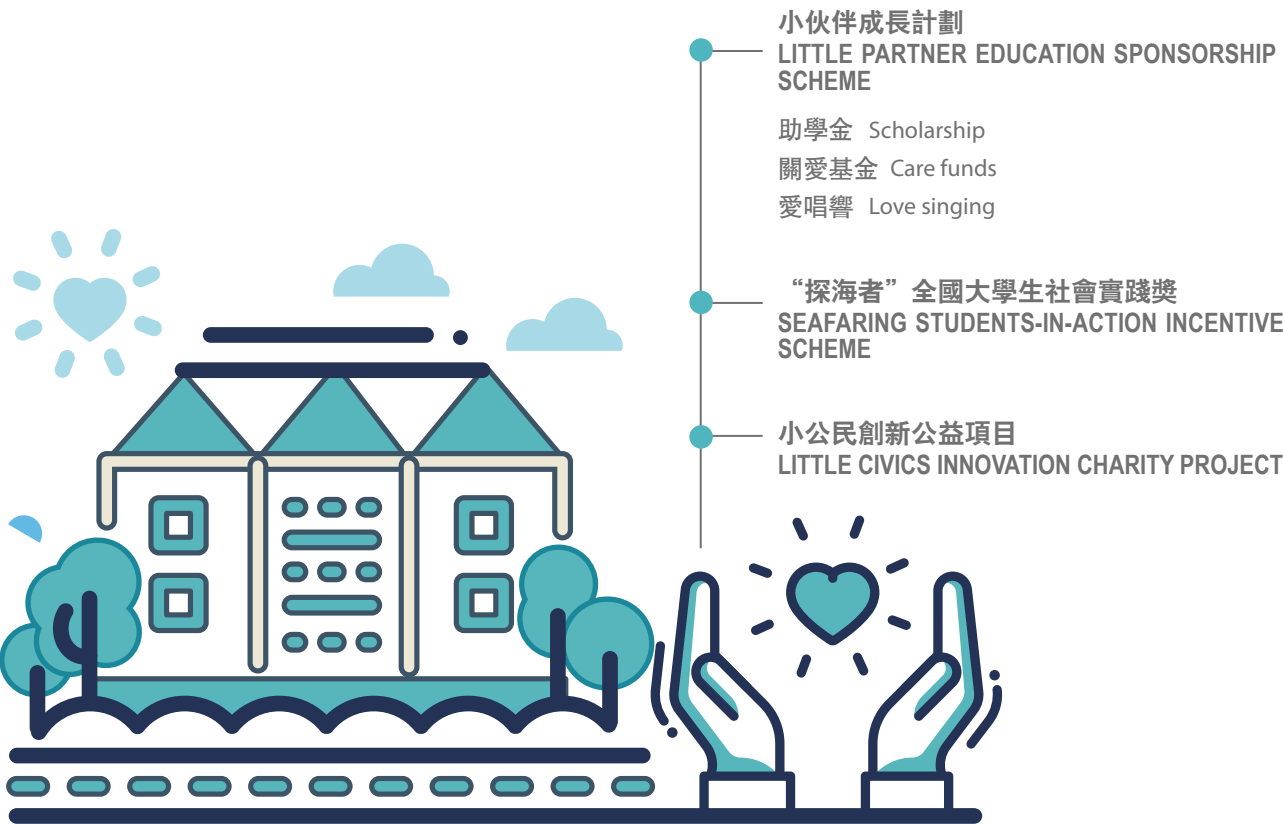 小伙伴成長計劃
LITTLE PARTNER EDUCATION SPONSORSHIP
SCHEME
助學金 Scholarship
關愛基金 Care funds
愛唱響 Love singing
“探海者”全國大學生社會實踐獎
SEAFARING STUDENTS-IN-ACTION INCENTIVE
SCHEME
小公民創新公益項目
LITTLE CIVICS INNOVATION CHARITY PROJECT